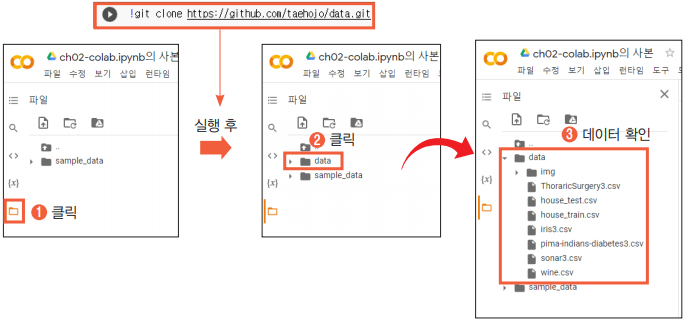 !git clone https://github.com/taehojo/data.git
ch02-colab.ipynb의 사본
파일 수정 보기 삽입 런타임
파일
..
sample_data
{x}
1 클릭
실행 후
ch02-colab.ipynb의 사본
파일 수정 보기 삽입 런타임
파일
2 클릭
..
data
sample_data
{x}
ch02-colab.ipynb의 사본
파일 수정 보기 삽입 런타임 도구
파일
3 데이터 확인
..
data
img
ThoraricSurgery3.csv
house_test.csv
house_train.csv
iris3.csv
pima-indians-diabetes3.csv
sonar3.csv
wine.csv
sample_data
{x}